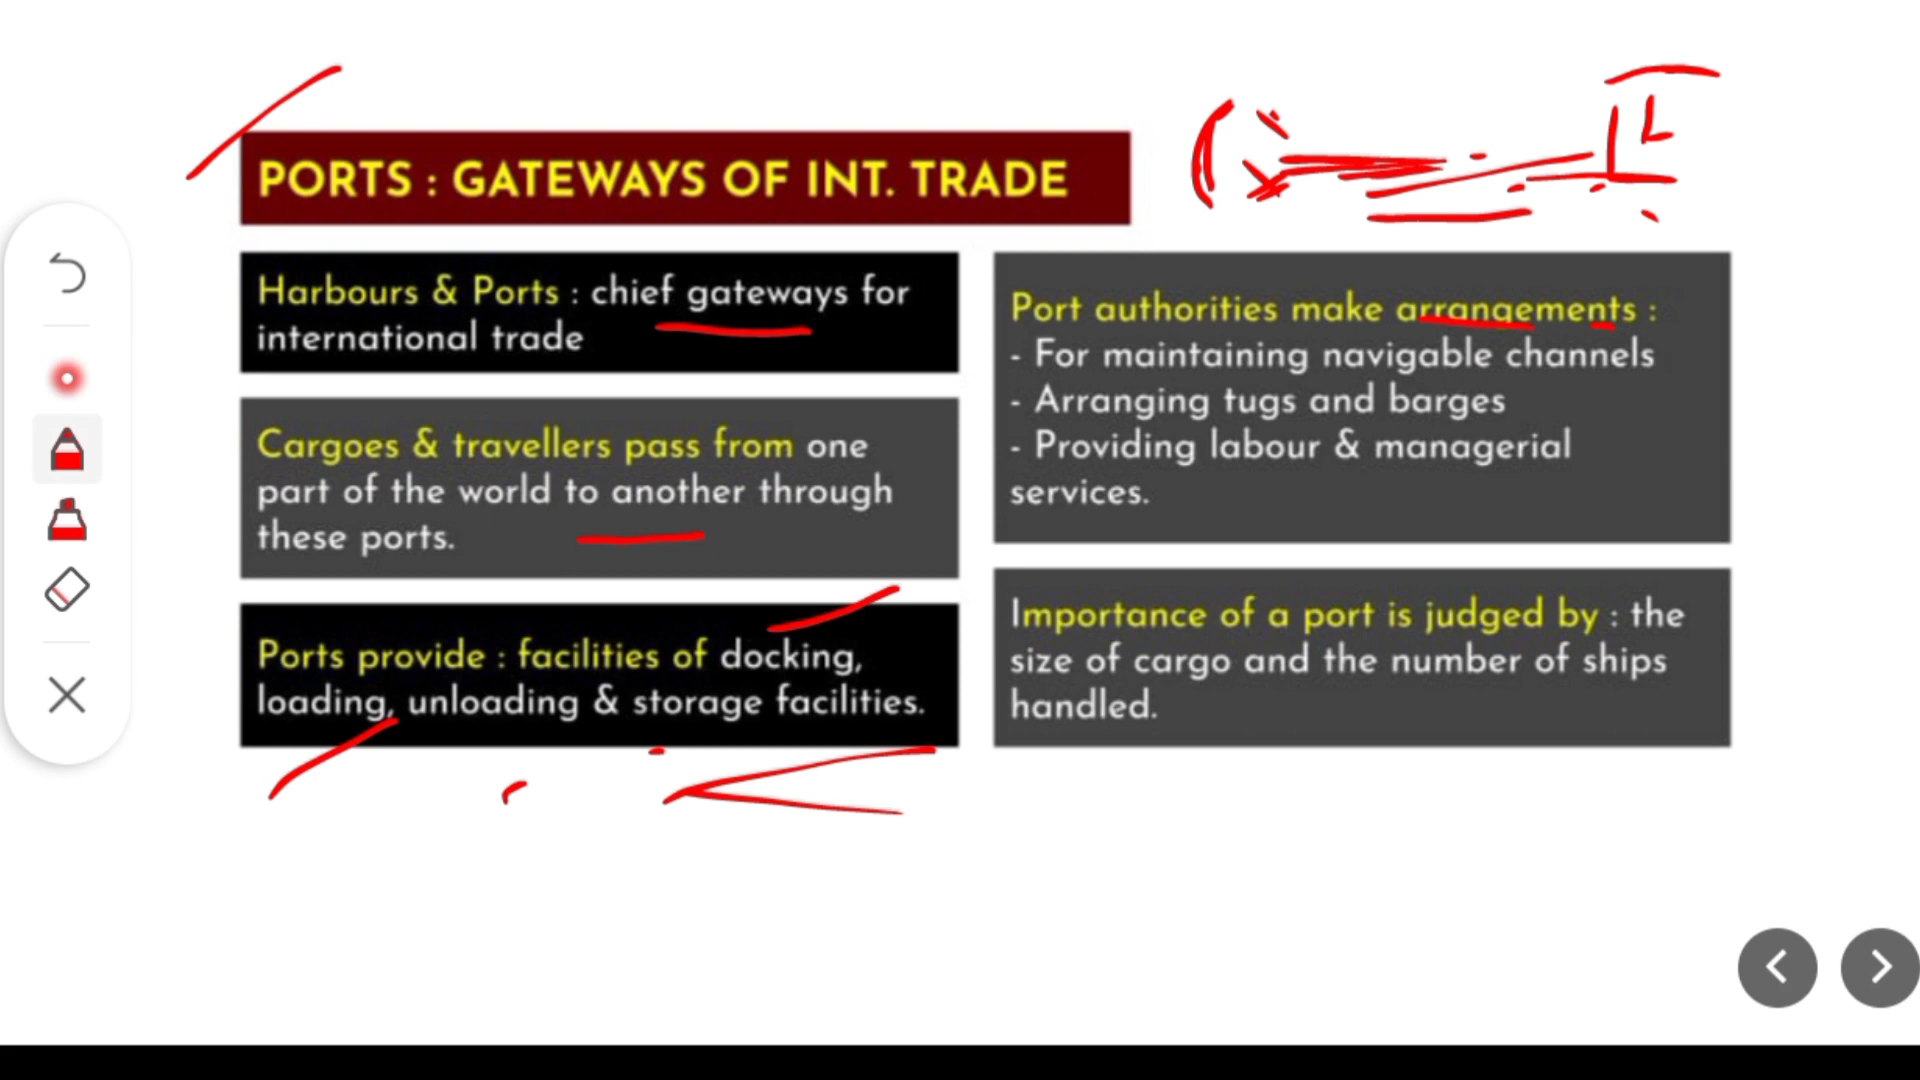 PORTS : GATEWAYS OF INT. TRADE
Harbours & Ports : chief gateways for
international trade
Cargoes & travellers pass from one
part of the world to another through
these ports.
Ports provide : facilities of docking,
loading, unloading & storage facilities.
Port authorities make arrangements :
- For maintaining navigable channels
- Arranging tugs and barges
- Providing labour & managerial
services.
Importance of a port is judged by : the
size of cargo and the number of ships
handled.